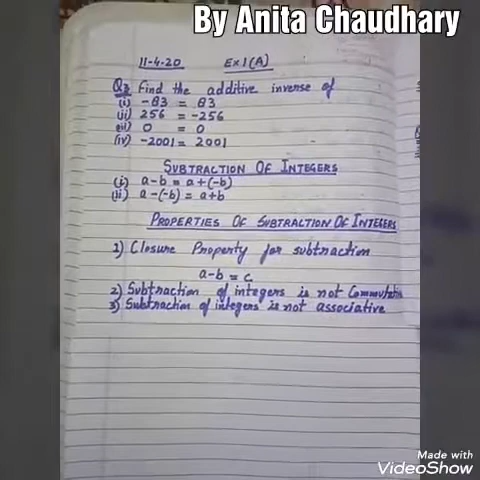 By Anita Chaudhary
11-4.20 EX 1(A)
Q3 Find the additive inverse of
(i) -83 = 83
(ii) 256 = -256
(iii) 0 = 0
(iv) -2001 = 2001
SUBTRACTION OF INTEGERS
(i) a-b = a+(-b)
(ii) a-(-b) = a+b
PROPERTIES OF SUBTRACTION OF INTEGERS
1) Closure Property for subtraction
a-b = c
2) Subtraction of integers is not Commutative
3) Subtraction of integers is not associative
Made with
VideoShow